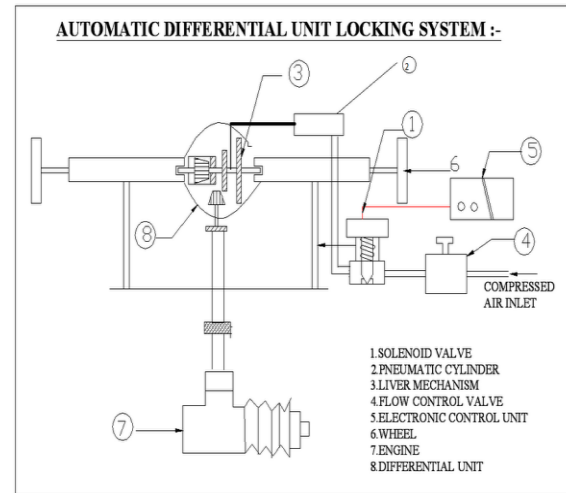 AUTOMATIC DIFFERENTIAL UNIT LOCKING SYSTEM :-
3
2
1
5
6
8
4
COMPRESSED
AIR INLET
7
1.SOLENOID VALVE
2.PNEUMATIC CYLINDER
3.LIVER MECHANISM
4.FLOW CONTROL VALVE
5.ELECTRONIC CONTROL UNIT
6.WHEEL
7.ENGINE
8.DIFFERENTIAL UNIT